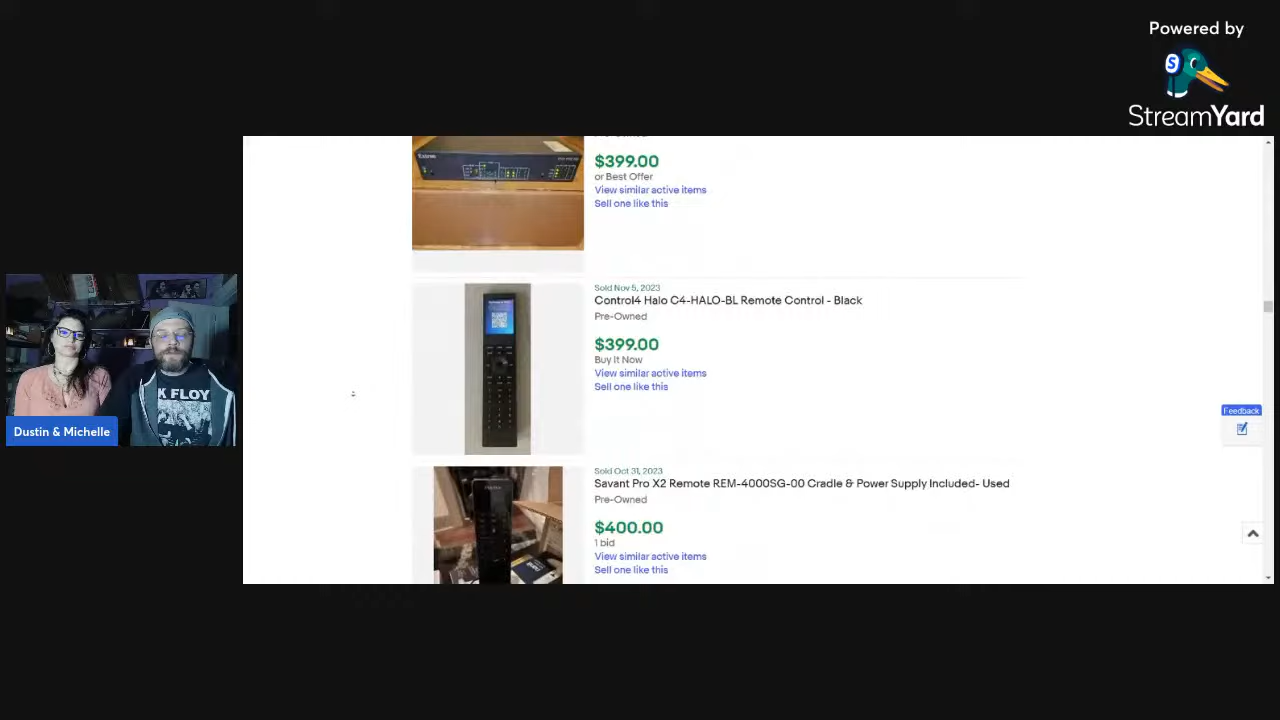 Powered by
S
StreamYard
$399.00
or Best Offer
View similar active items
Sell one like this
Extron
Sold Nov 5, 2023
Control4 Halo C4-HALO-BL Remote Control - Black
Pre-Owned
$399.00
Buy It Now
View similar active items
Sell one like this
Feedback
Sold Oct 31, 2023
Savant Pro X2 Remote REM-4000SG-00 Cradle & Power Supply Included- Used
Pre-Owned
$400.00
1 bid
View similar active items
Sell one like this
K FLOY
Dustin & Michelle